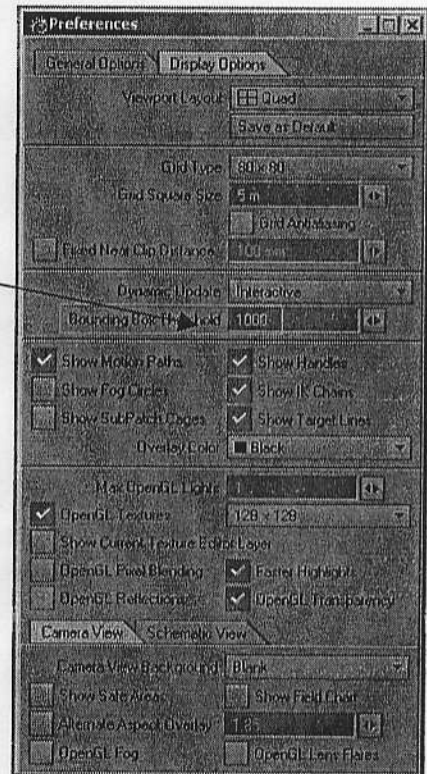 Preferences
General Options Display Options
Viewport Layout Quad
Save as Default
Grid Type 80 x 80
Grid Square Size 5 m
Grid Antialiasing
Fixed Near Clip Distance 100 mm
Dynamic Update Interactive
Bounding Box Threshold 1000
Show Motion Paths Show Handles
Show Fog Circles Show IK Chains
Show SubPatch Cages Show Target Lines
Overlay Color Black
Max OpenGL Lights 1
OpenGL Textures 128 x 128
Show Current Texture Editor Layer
OpenGL Pixel Blending Faster Highlights
OpenGL Reflections OpenGL Transparency
Camera View Schematic View
Camera View Background Blank
Show Safe Areas Show Field Chart
Alternate Aspect Overlay 1.85
OpenGL Fog OpenGL Lens Flares